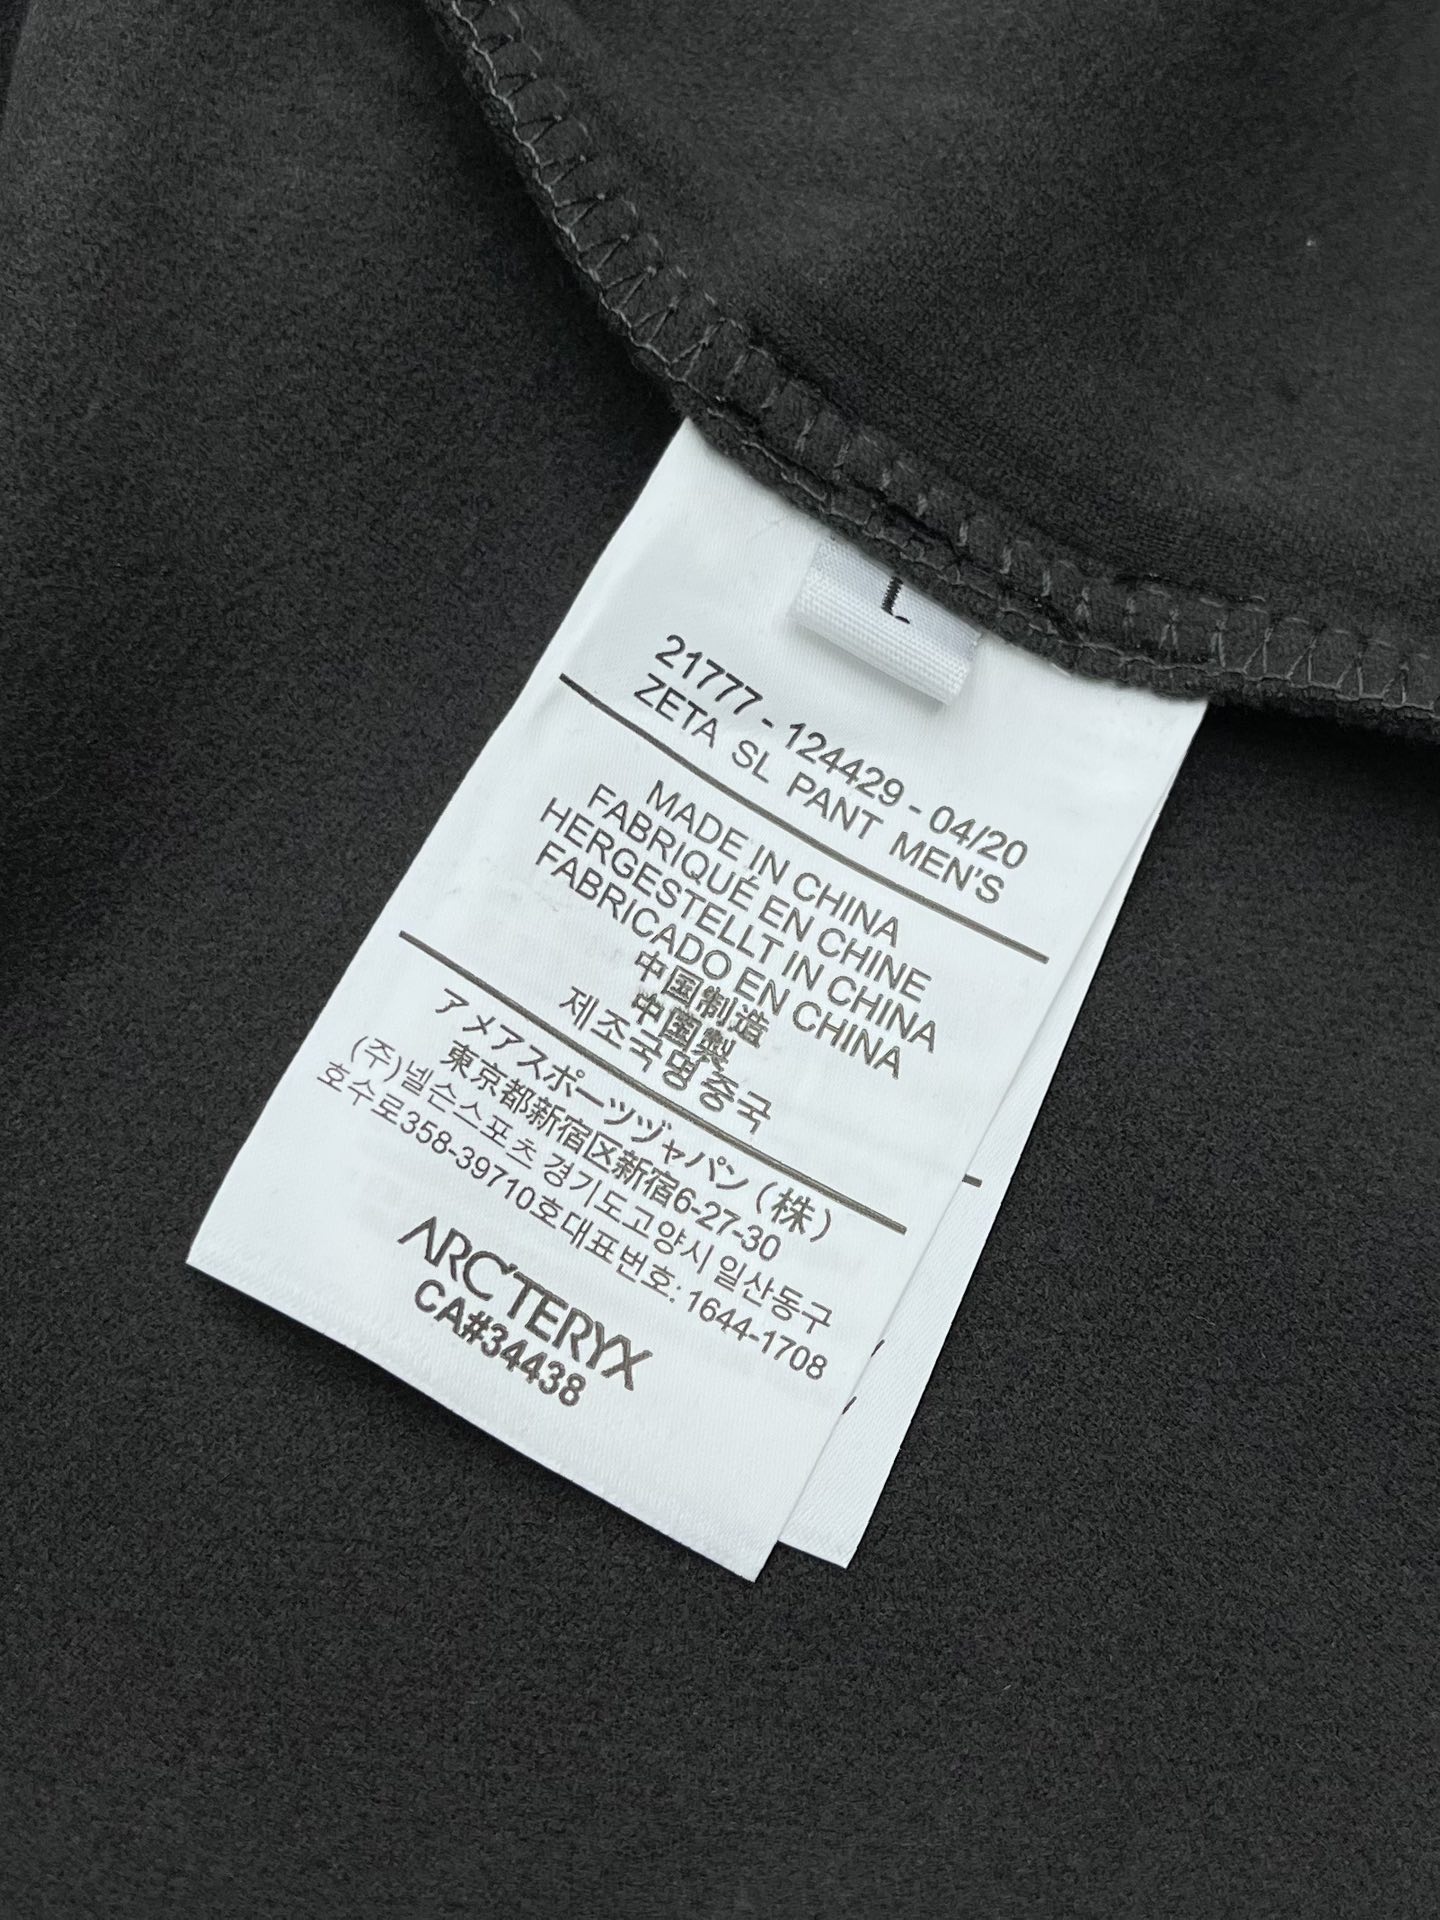 L
21777 - 124429 - 04/20
ZETA SL PANT MEN'S
MADE IN CHINA
FABRIQUÉ EN CHINE
HERGESTELLT IN CHINA
FABRICADO EN CHINA
中国制造
中国製
제조국명 중국
アメアスポーツジャパン (株)
東京都新宿区新宿6-27-30
(주)넬슨스포츠 경기도고양시 일산동구
호수로358-39710호대표번호: 1644-1708
ARC'TERYX
CA#34438